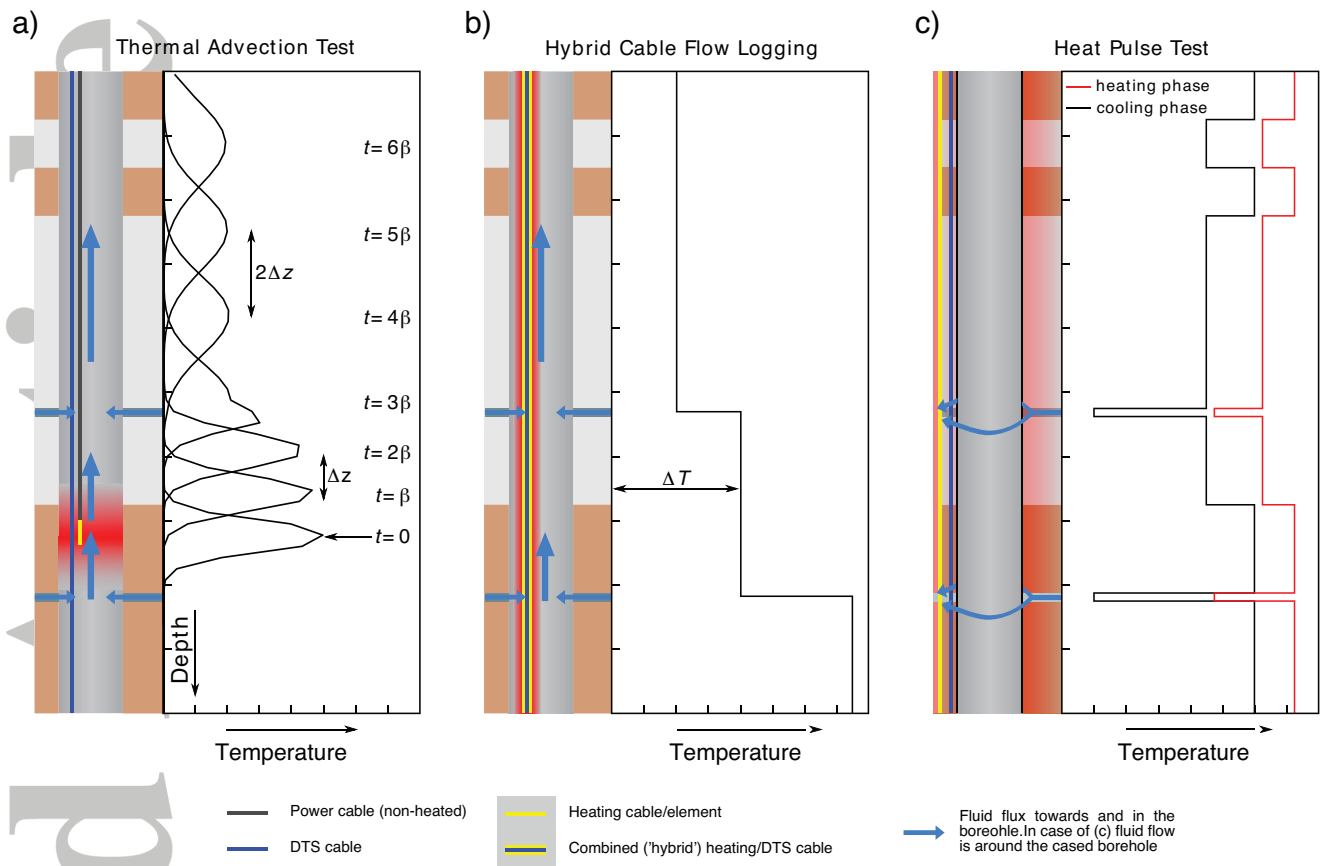 a)
Thermal Advection Test
t=6β
t=5β
2Δz
t=4β
t=3β
t=2β
Δz
t=β
t=0
Depth
Temperature
b)
Hybrid Cable Flow Logging
ΔT
Temperature
c)
Heat Pulse Test
heating phase
cooling phase
Temperature
Power cable (non-heated)
DTS cable
Heating cable/element
Combined ('hybrid') heating/DTS cable
Fluid flux towards and in the
boreohle.In case of (c) fluid flow
is around the cased borehole